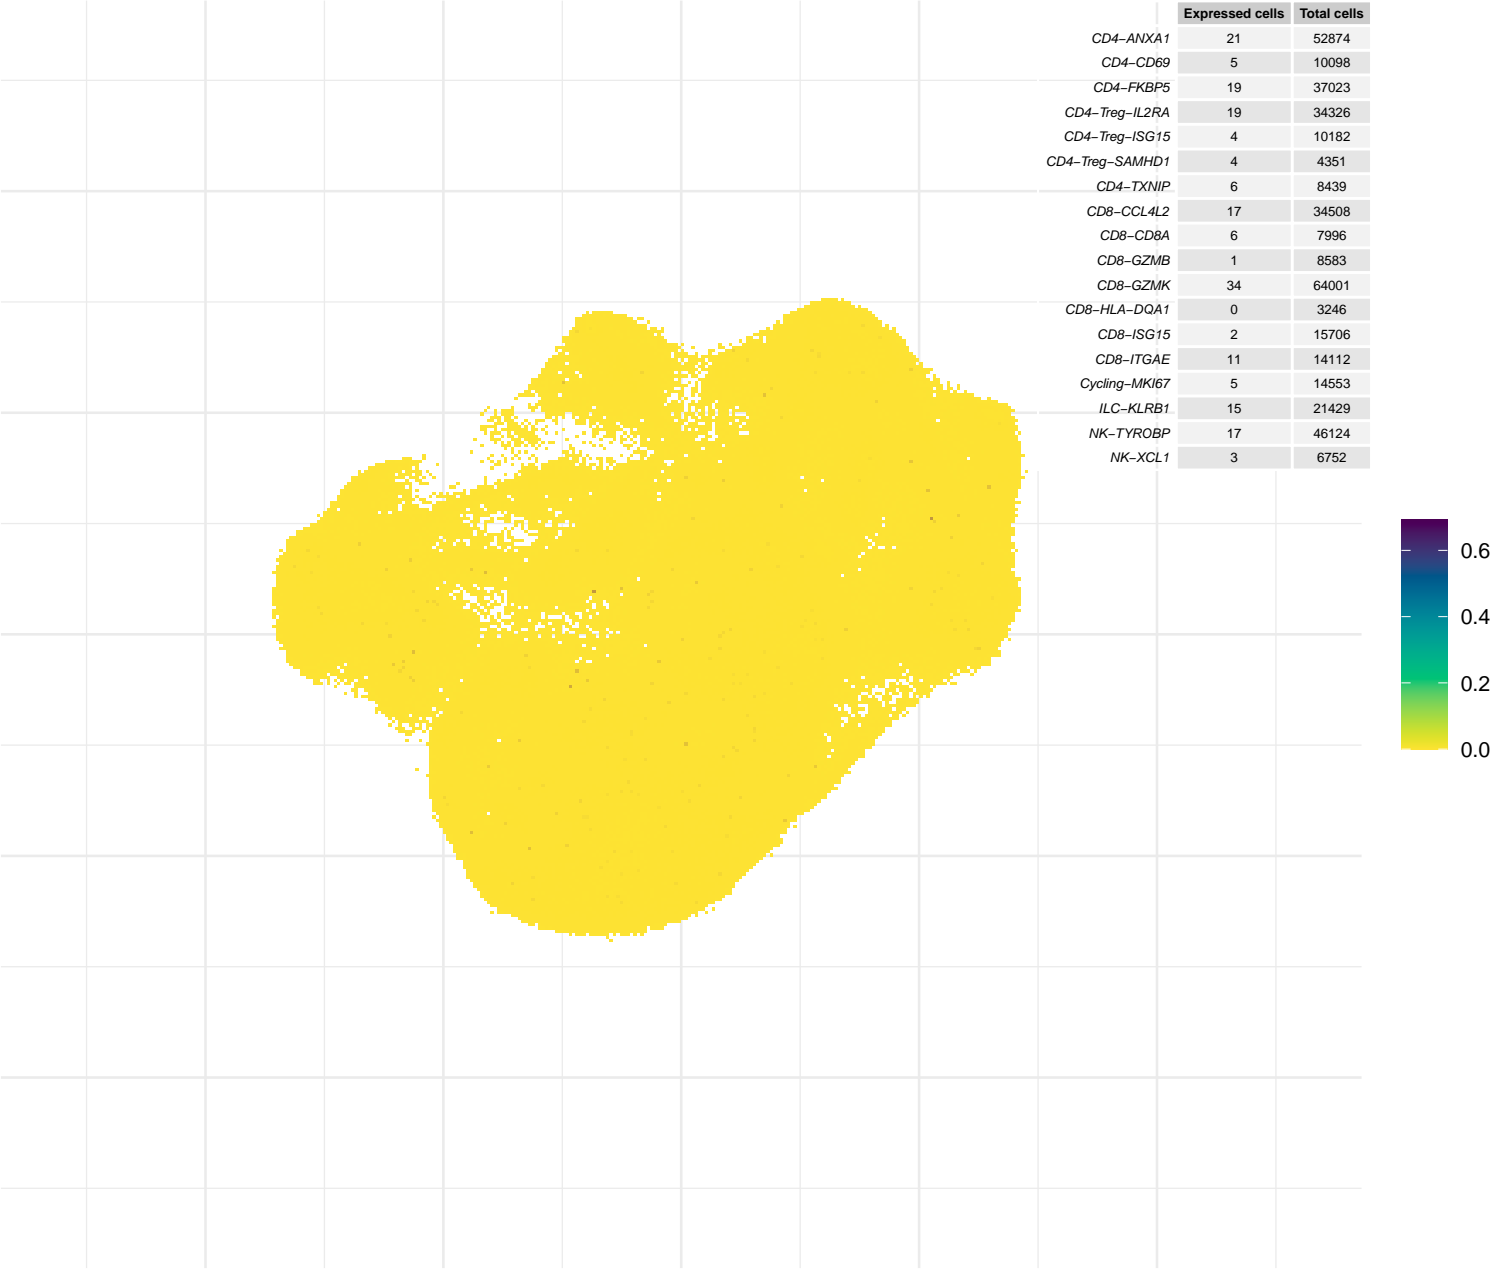 Expressed cells Total cells
CD4−ANXA1 21 52874
CD4−CD69 5 10098
CD4−FKBP5 19 37023
CD4−Treg−IL2RA 19 34326
CD4−Treg−ISG15 4 10182
CD4−Treg−SAMHD1 4 4351
CD4−TXNIP 6 8439
CD8−CCL4L2 17 34508
CD8−CD8A 6 7996
CD8−GZMB 1 8583
CD8−GZMK 34 64001
CD8−HLA−DQA1 0 3246
CD8−ISG15 2 15706
CD8−ITGAE 11 14112
Cycling−MKI67 5 14553
ILC−KLRB1 15 21429
NK−TYROBP 17 46124
NK−XCL1 3 6752
0.6
0.4
0.2
0.0